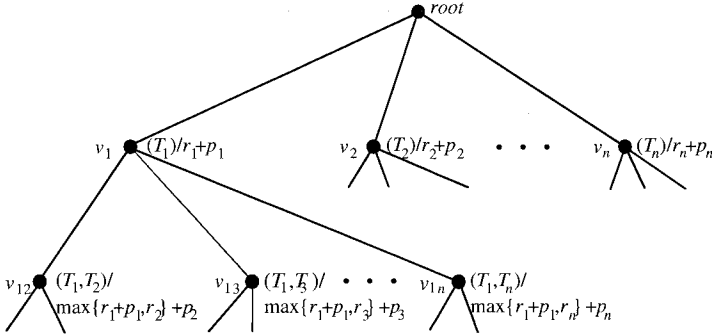 root
v₁ (T₁)/r₁+p₁ v₂ (T₂)/r₂+p₂ • • • vₙ (Tₙ)/rₙ+pₙ
v₁₂ (T₁,T₂)/ v₁₃ (T₁,T₃)/ • • • v₁ₙ (T₁,Tₙ)/
max{r₁+p₁,r₂}+p₂ max{r₁+p₁,r₃}+p₃ max{r₁+p₁,rₙ}+pₙ